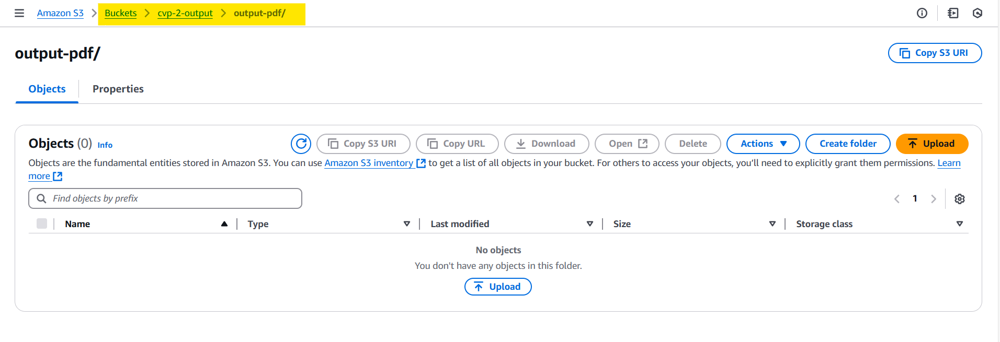 Amazon S3 > Buckets > cvp-2-output > output-pdf/
output-pdf/
Copy S3 URI
Objects
Properties
Objects (0) Info
Copy S3 URI
Copy URL
Download
Open
Delete
Actions
Create folder
Upload
Objects are the fundamental entities stored in Amazon S3. You can use Amazon S3 inventory to get a list of all objects in your bucket. For others to access your objects, you’ll need to explicitly grant them permissions. Learn
more
Find objects by prefix
1
Name
Type
Last modified
Size
Storage class
No objects
You don't have any objects in this folder.
Upload